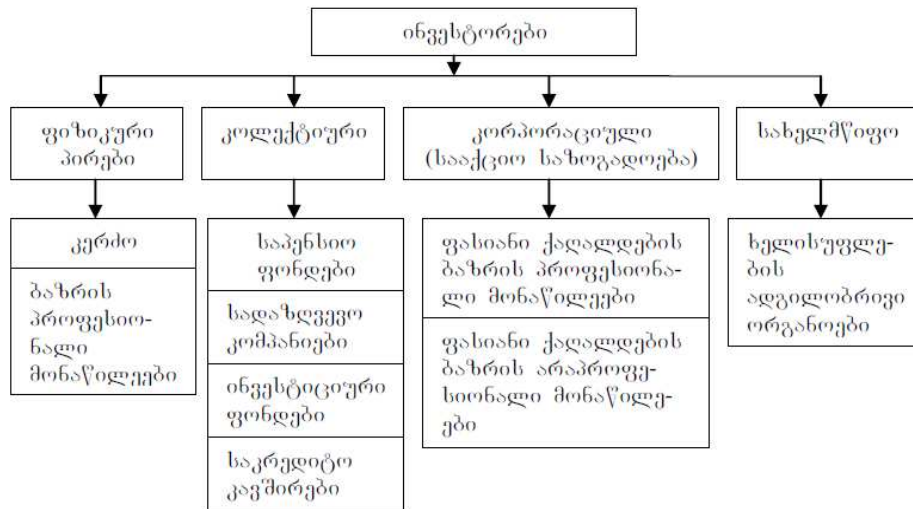 ინვესტორები
ფიზიკური
პირები
კოლექტიური
კორპორაციული
(სააქციო საზოგადოება)
სახელმწიფო
კერძო
ბაზრის
პროფესიო-
ნალი
მონაწილეები
საპენსიო
ფონდები
სადაზღვევო
კომპანიები
ინვესტიციური
ფონდები
საკრედიტო
კავშირები
ფასიანი ქაღალდების
ბაზრის პროფესიონა-
ლი მონაწილეები
ფასიანი ქაღალდების
ბაზრის არაპროფე-
სიონალი მონაწილე-
ები
ხელისუფლე-
ბის
ადგილობრივი
ორგანოები